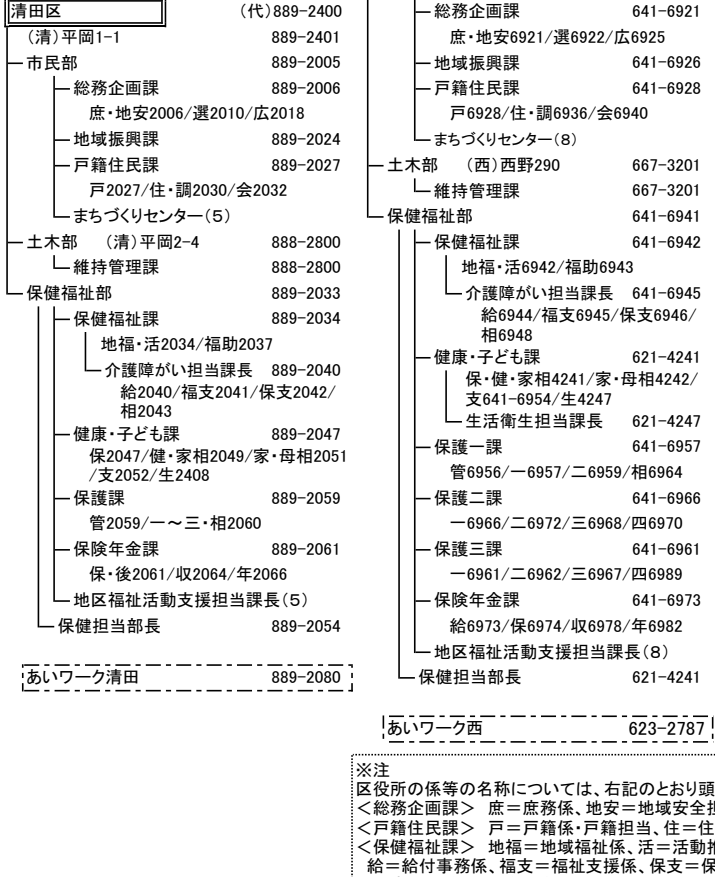 清田区 (代)889-2400
(清)平岡1-1 889-2401
市民部 889-2005
総務企画課 889-2006
庶・地安2006/選2010/広2018
地域振興課 889-2024
戸籍住民課 889-2027
戸2027/住・調2030/会2032
まちづくりセンター(5)
土木部 (清)平岡2-4 888-2800
維持管理課 888-2800
保健福祉部 889-2033
保健福祉課 889-2034
地福・活2034/福助2037
介護障がい担当課長 889-2040
給2040/福支2041/保支2042/
相2043
健康・子ども課 889-2047
保2047/健・家相2049/家・母相2051
/支2052/生2408
保護課 889-2059
管2059/一~三・相2060
保険年金課 889-2061
保・後2061/収2064/年2066
地区福祉活動支援担当課長(5)
保健担当部長 889-2054
あいワーク清田 889-2080
総務企画課 641-6921
庶・地安6921/選6922/広6925
地域振興課 641-6926
戸籍住民課 641-6928
戸6928/住・調6936/会6940
まちづくりセンター(8)
土木部 (西)西野290 667-3201
維持管理課 667-3201
保健福祉部 641-6941
保健福祉課 641-6942
地福・活6942/福助6943
介護障がい担当課長 641-6945
給6944/福支6945/保支6946/
相6948
健康・子ども課 621-4241
保・健・家相4241/家・母相4242/
支641-6954/生4247
生活衛生担当課長 621-4247
保護一課 641-6957
管6956/一6957/二6959/相6964
保護二課 641-6966
一6966/二6972/三6968/四6970
保護三課 641-6961
一6961/二6962/三6967/四6989
保険年金課 641-6973
給6973/保6974/収6978/年6982
地区福祉活動支援担当課長(8)
保健担当部長 621-4241
あいワーク西 623-2787
※注
区役所の係等の名称については、右記のとおり頭
<総務企画課> 庶=庶務係、地安=地域安全担
<戸籍住民課> 戸=戸籍係・戸籍担当、住=住
<保健福祉課> 地福=地域福祉係、活=活動推
給=給付事務係、福支=福祉支援係、保支=保